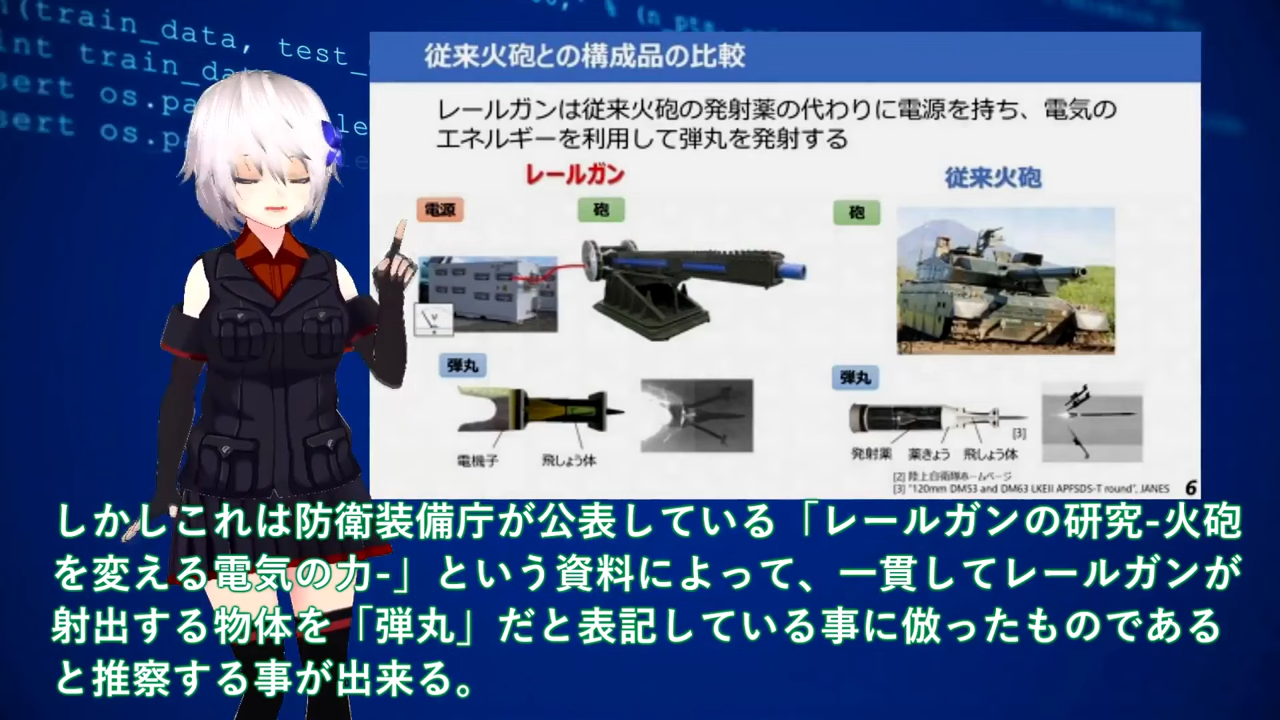 n(train_data, test_
int train_da
sert os.pa
sert os.p
従来火砲との構成品の比較
レールガンは従来火砲の発射薬の代わりに電源を持ち、電気の
エネルギーを利用して弾丸を発射する
レールガン
従来火砲
電源
砲
砲
弾丸
弾丸
電機子
飛しょう体
発射薬
薬きょう
飛しょう体
[3]
[2] 陸上自衛隊ホームページ
[3] "120mm DM53 and DM63 LKEII APFSDS-T round", JANES
6
しかしこれは防衛装備庁が公表している「レールガンの研究-火砲
を変える電気の力-」という資料によって、一貫してレールガンが
射出する物体を「弾丸」だと表記している事に倣ったものである
と推察する事が出来る。